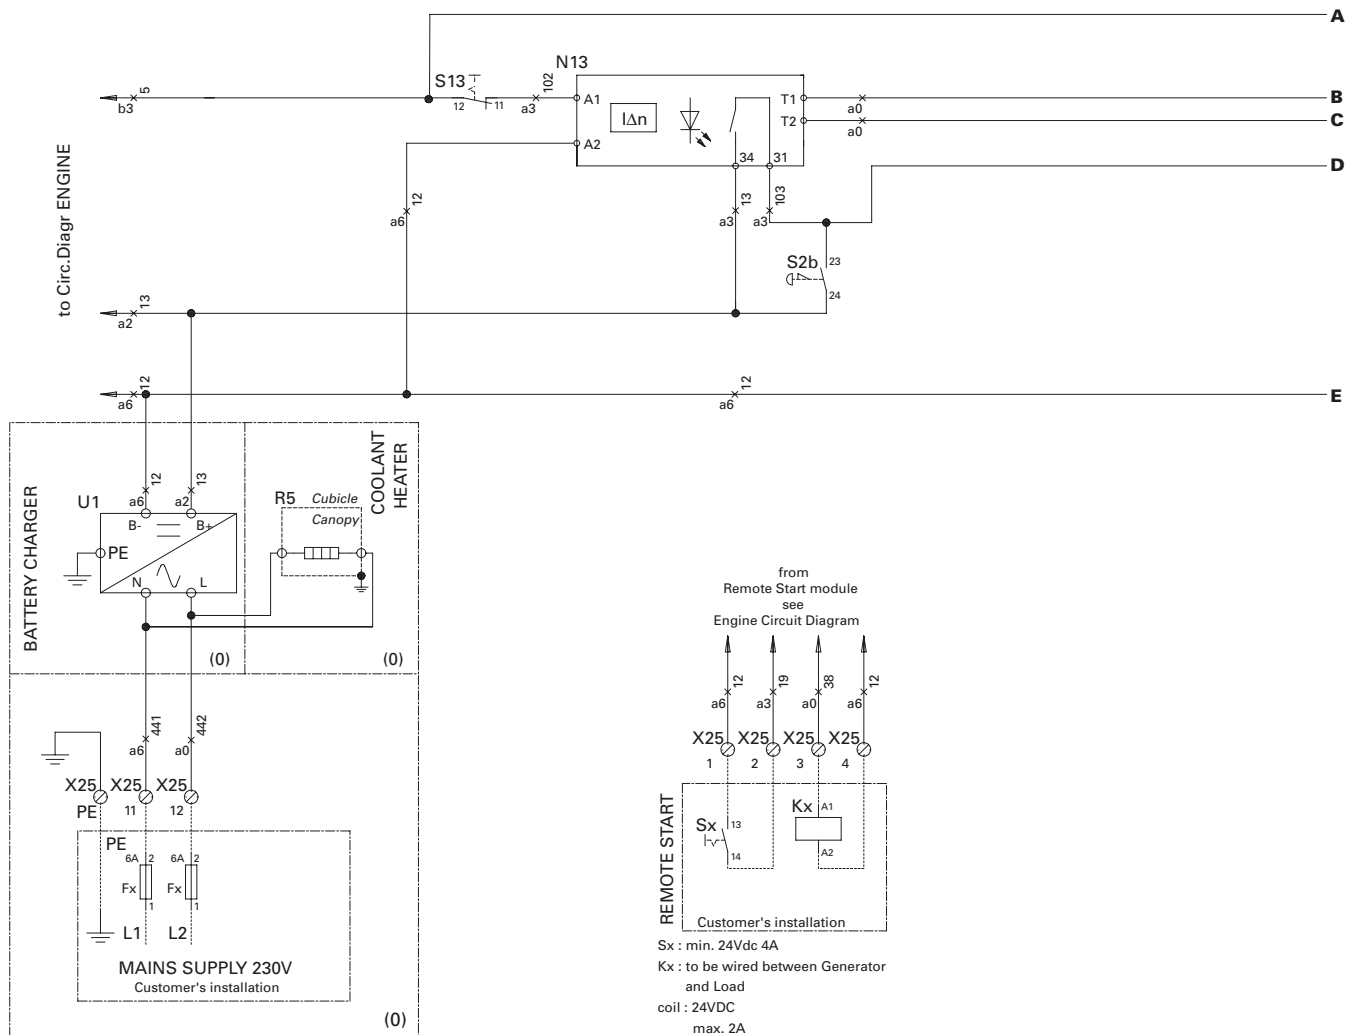 A
N13
S13
102
5
b3
12
11
a3
A1
I∆n
T1
a0
B
T2
a0
C
A2
34
31
D
to Circ.Diagr ENGINE
12
a6
13
a3
103
a3
S2b
23
24
13
a2
12
a6
12
a6
E
BATTERY CHARGER
COOLANT
HEATER
U1
12
a6
13
a2
B-
B+
PE
N
L
(0)
R5
Cubicle
Canopy
(0)
441
a6
442
a0
X25
X25
X25
PE
11
12
PE
6A
2
Fx
1
6A
2
Fx
1
L1
L2
MAINS SUPPLY 230V
Customer's installation
(0)
from
Remote Start module
see
Engine Circuit Diagram
12
a6
19
a3
38
a0
12
a6
X25
X25
X25
X25
1
2
3
4
REMOTE START
Sx
13
14
Kx
A1
A2
Customer's installation
Sx : min. 24Vdc 4A
Kx : to be wired between Generator
and Load
coil : 24VDC
max. 2A